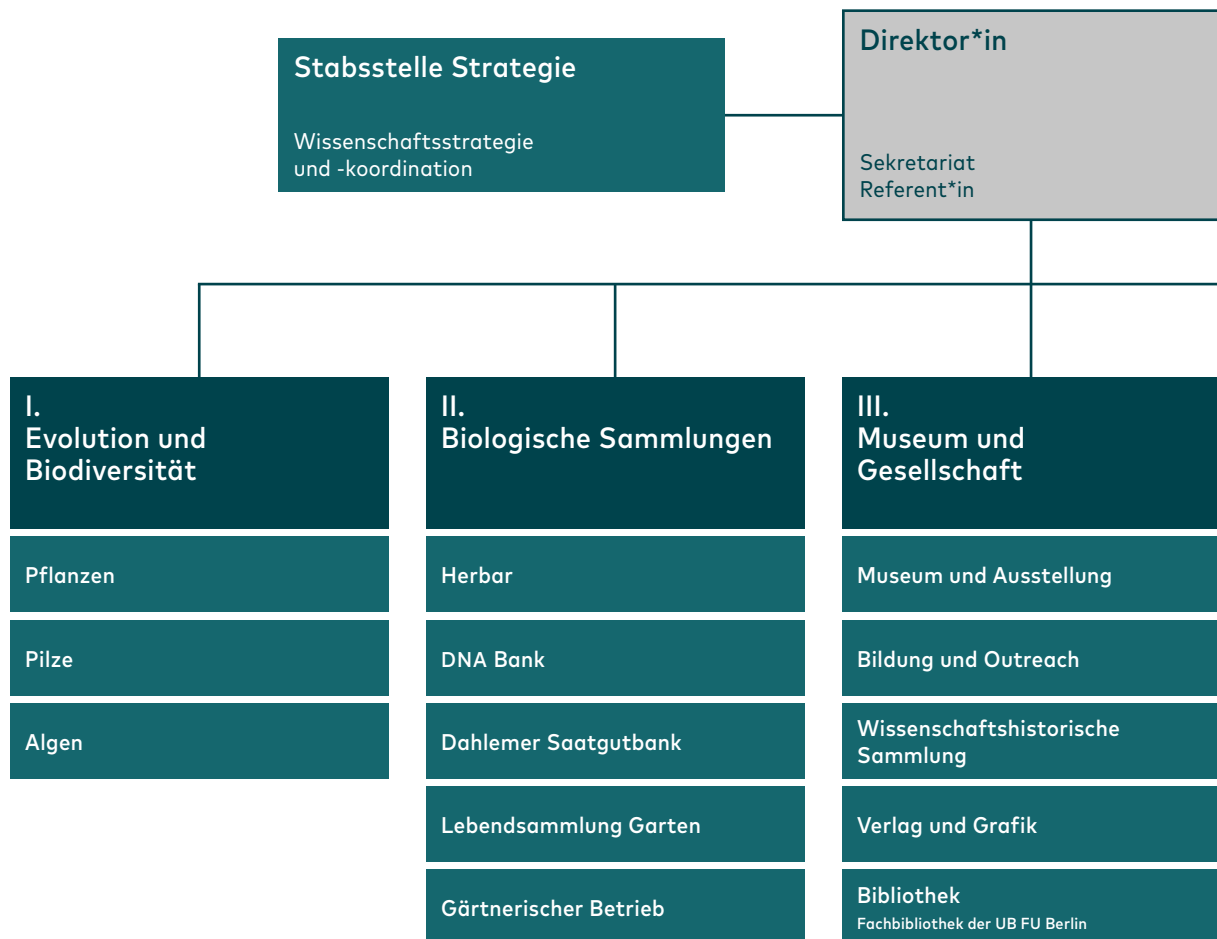 Stabsstelle Strategie
Wissenschaftsstrategie
und -koordination
Direktor*in
Sekretariat
Referent*in
I.
Evolution und
Biodiversität
Pflanzen
Pilze
Algen
II.
Biologische Sammlungen
Herbar
DNA Bank
Dahlemer Saatgutbank
Lebendsammlung Garten
Gärtnerischer Betrieb
III.
Museum und
Gesellschaft
Museum und Ausstellung
Bildung und Outreach
Wissenschaftshistorische
Sammlung
Verlag und Grafik
Bibliothek
Fachbibliothek der UB FU Berlin